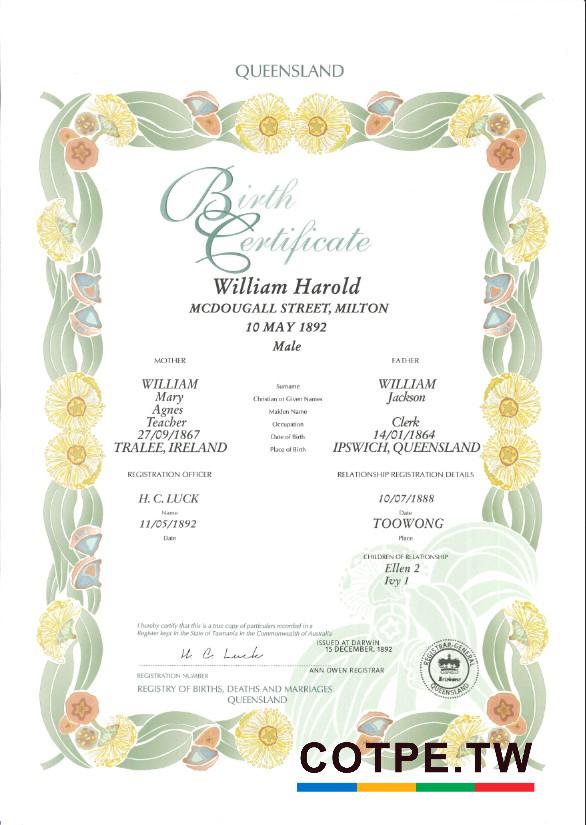 QUEENSLAND
Birth
Certificate
William Harold
MCDOUGALL STREET, MILTON
10 MAY 1892
Male
MOTHER
FATHER
WILLIAM Surname WILLIAM
Mary Christian or Given Names Jackson
Agnes Maiden Name
Teacher Occupation Clerk
27/09/1867 Date of Birth 14/01/1864
TRALEE, IRELAND Place of Birth IPSWICH, QUEENSLAND
REGISTRATION OFFICER
RELATIONSHIP REGISTRATION DETAILS
H. C. LUCK
10/07/1888
Name
Date
11/05/1892
TOOWONG
Date
Place
CHILDREN OF RELATIONSHIP
Ellen 2
Ivy 1
I hereby certify that this is a true copy of particulars recorded in a
Register kept in the State of Tasmania in the Commonwealth of Australia
ISSUED AT DARWIN
15 DECEMBER, 1892
H. C. Luck
ANN OWEN REGISTRAR
REGISTRATION NUMBER
REGISTRY OF BIRTHS, DEATHS AND MARRIAGES
QUEENSLAND
REGISTRAR-GENERAL
Brisbane
QUEENSLAND
COTPE.TW